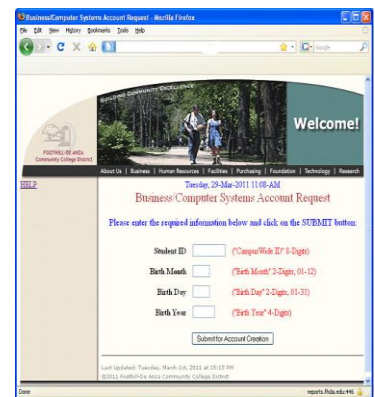 Business/Computer Systems Account Request - Mozilla Firefox
File Edit View History Bookmarks Tools Help
Google
BUILDING COMMUNITY EXCELLENCE
Welcome!
FOOTHILL-DE ANZA
Community College District
About Us | Business | Human Resources | Facilities | Purchasing | Foundation | Technology | Research
HELP
Tuesday, 29-Mar-2011 11:08-AM
Business/Computer Systems Account Request
Please enter the required information below and click on the SUBMIT button:
Student ID ("CampusWide ID" 8-Digits)
Birth Month ("Birth Month" 2-Digits, 01-12)
Birth Day ("Birth Day" 2-Digits, 01-31)
Birth Year ("Birth Year" 4-Digits)
Submit for Account Creation
Last Updated: Tuesday, March 1st, 2011 at 15:15 PM
©2011 Foothill-De Anza Community College District
Done reports.fhda.edu:446